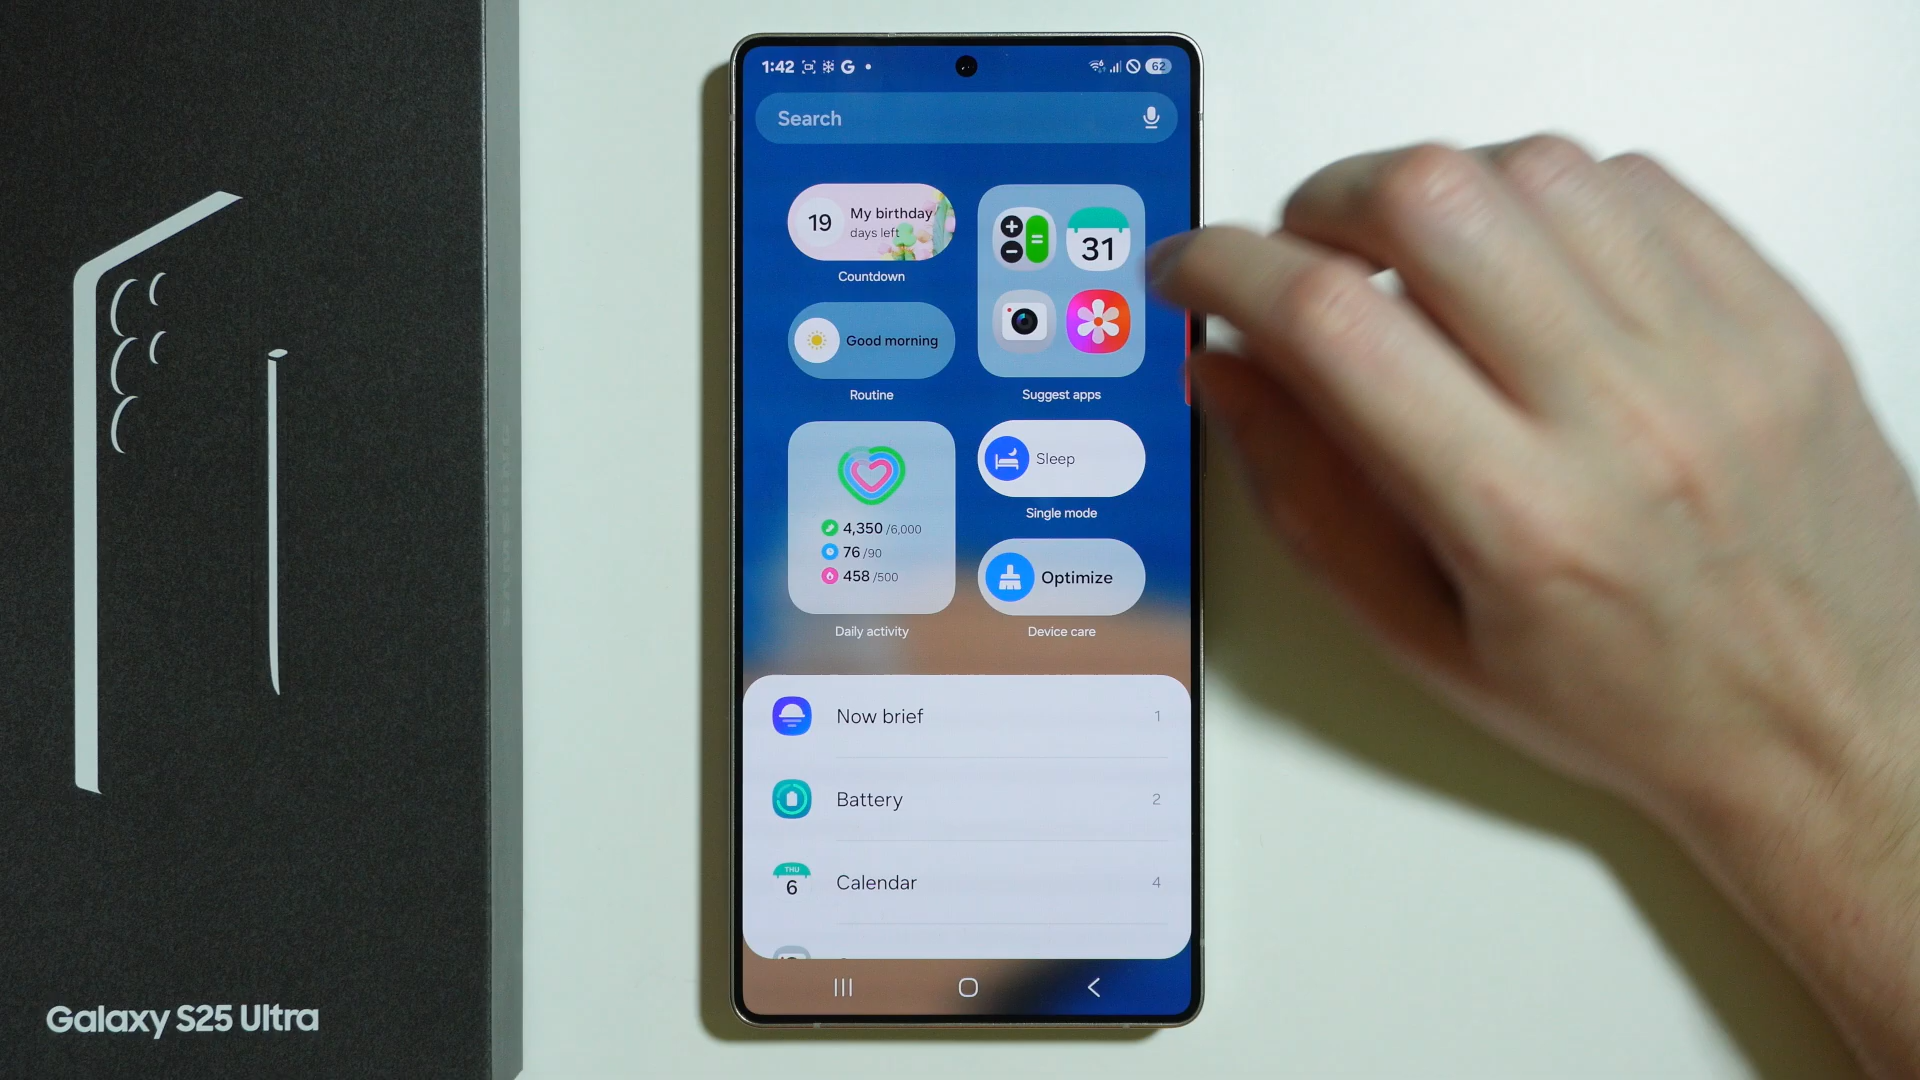 1:42
62
Search
19
My birthday
days left
Countdown
31
Good morning
Routine
Suggest apps
4,350 /6,000
76 /90
458 /500
Daily activity
Sleep
Single mode
Optimize
Device care
Now brief 1
Battery 2
THU
6
Calendar 4
SAMSUNG
Galaxy S25 Ultra